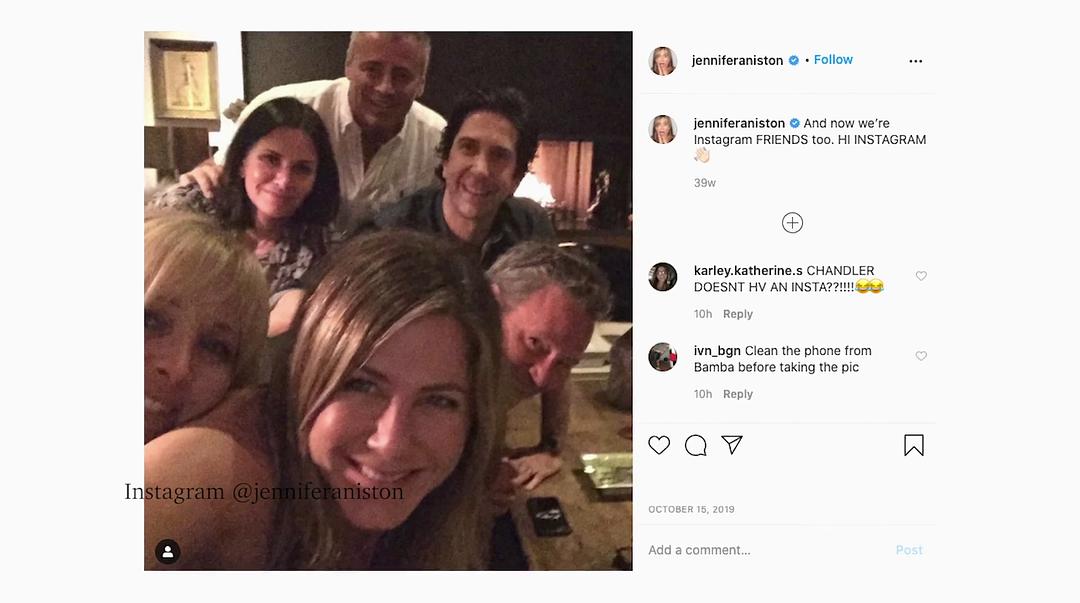 jenniferaniston • Follow
jenniferaniston And now we're
Instagram FRIENDS too. HI INSTAGRAM
👋🏻
39w
karley.katherine.s CHANDLER
DOESNT HV AN INSTA??!!!!😂😂
10h Reply
ivn_bgn Clean the phone from
Bamba before taking the pic
10h Reply
Instagram @jenniferaniston
OCTOBER 15, 2019
Add a comment... Post